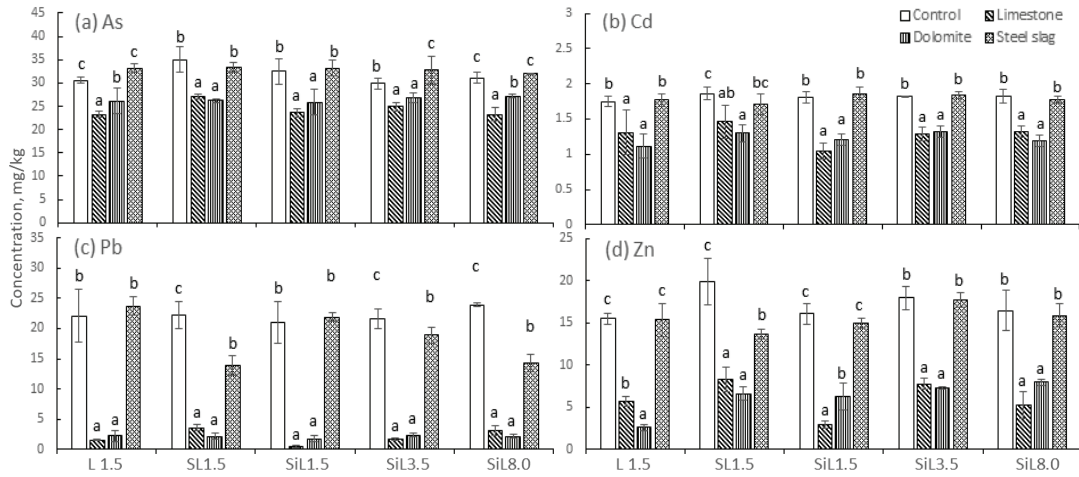 Concentration, mg/kg
(a) As
45
40
35
30
25
20
15
10
5
0
c a b c b a a b b a a b b a a c b a b c
(b) Cd
Control Limestone
Dolomite Steel slag
3
2.5
2
1.5
1
0.5
0
b a a b c ab a bc b a a b b a a b b a a b
(c) Pb
35
30
25
20
15
10
5
0
b a a b c a a b b a a b c a a b c a a b
L 1.5 SL1.5 SiL1.5 SiL3.5 SiL8.0
(d) Zn
25
20
15
10
5
0
c b a c c a a b c a b c b a a b b a a b
L 1.5 SL1.5 SiL1.5 SiL3.5 SiL8.0